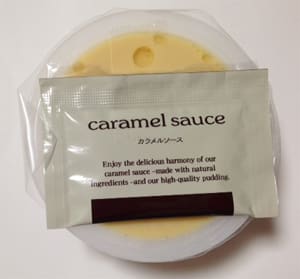 caramel sauce
カラメルソース
Enjoy the delicious harmony of our
caramel sauce -made with natural
ingredients -and our high-quality pudding.